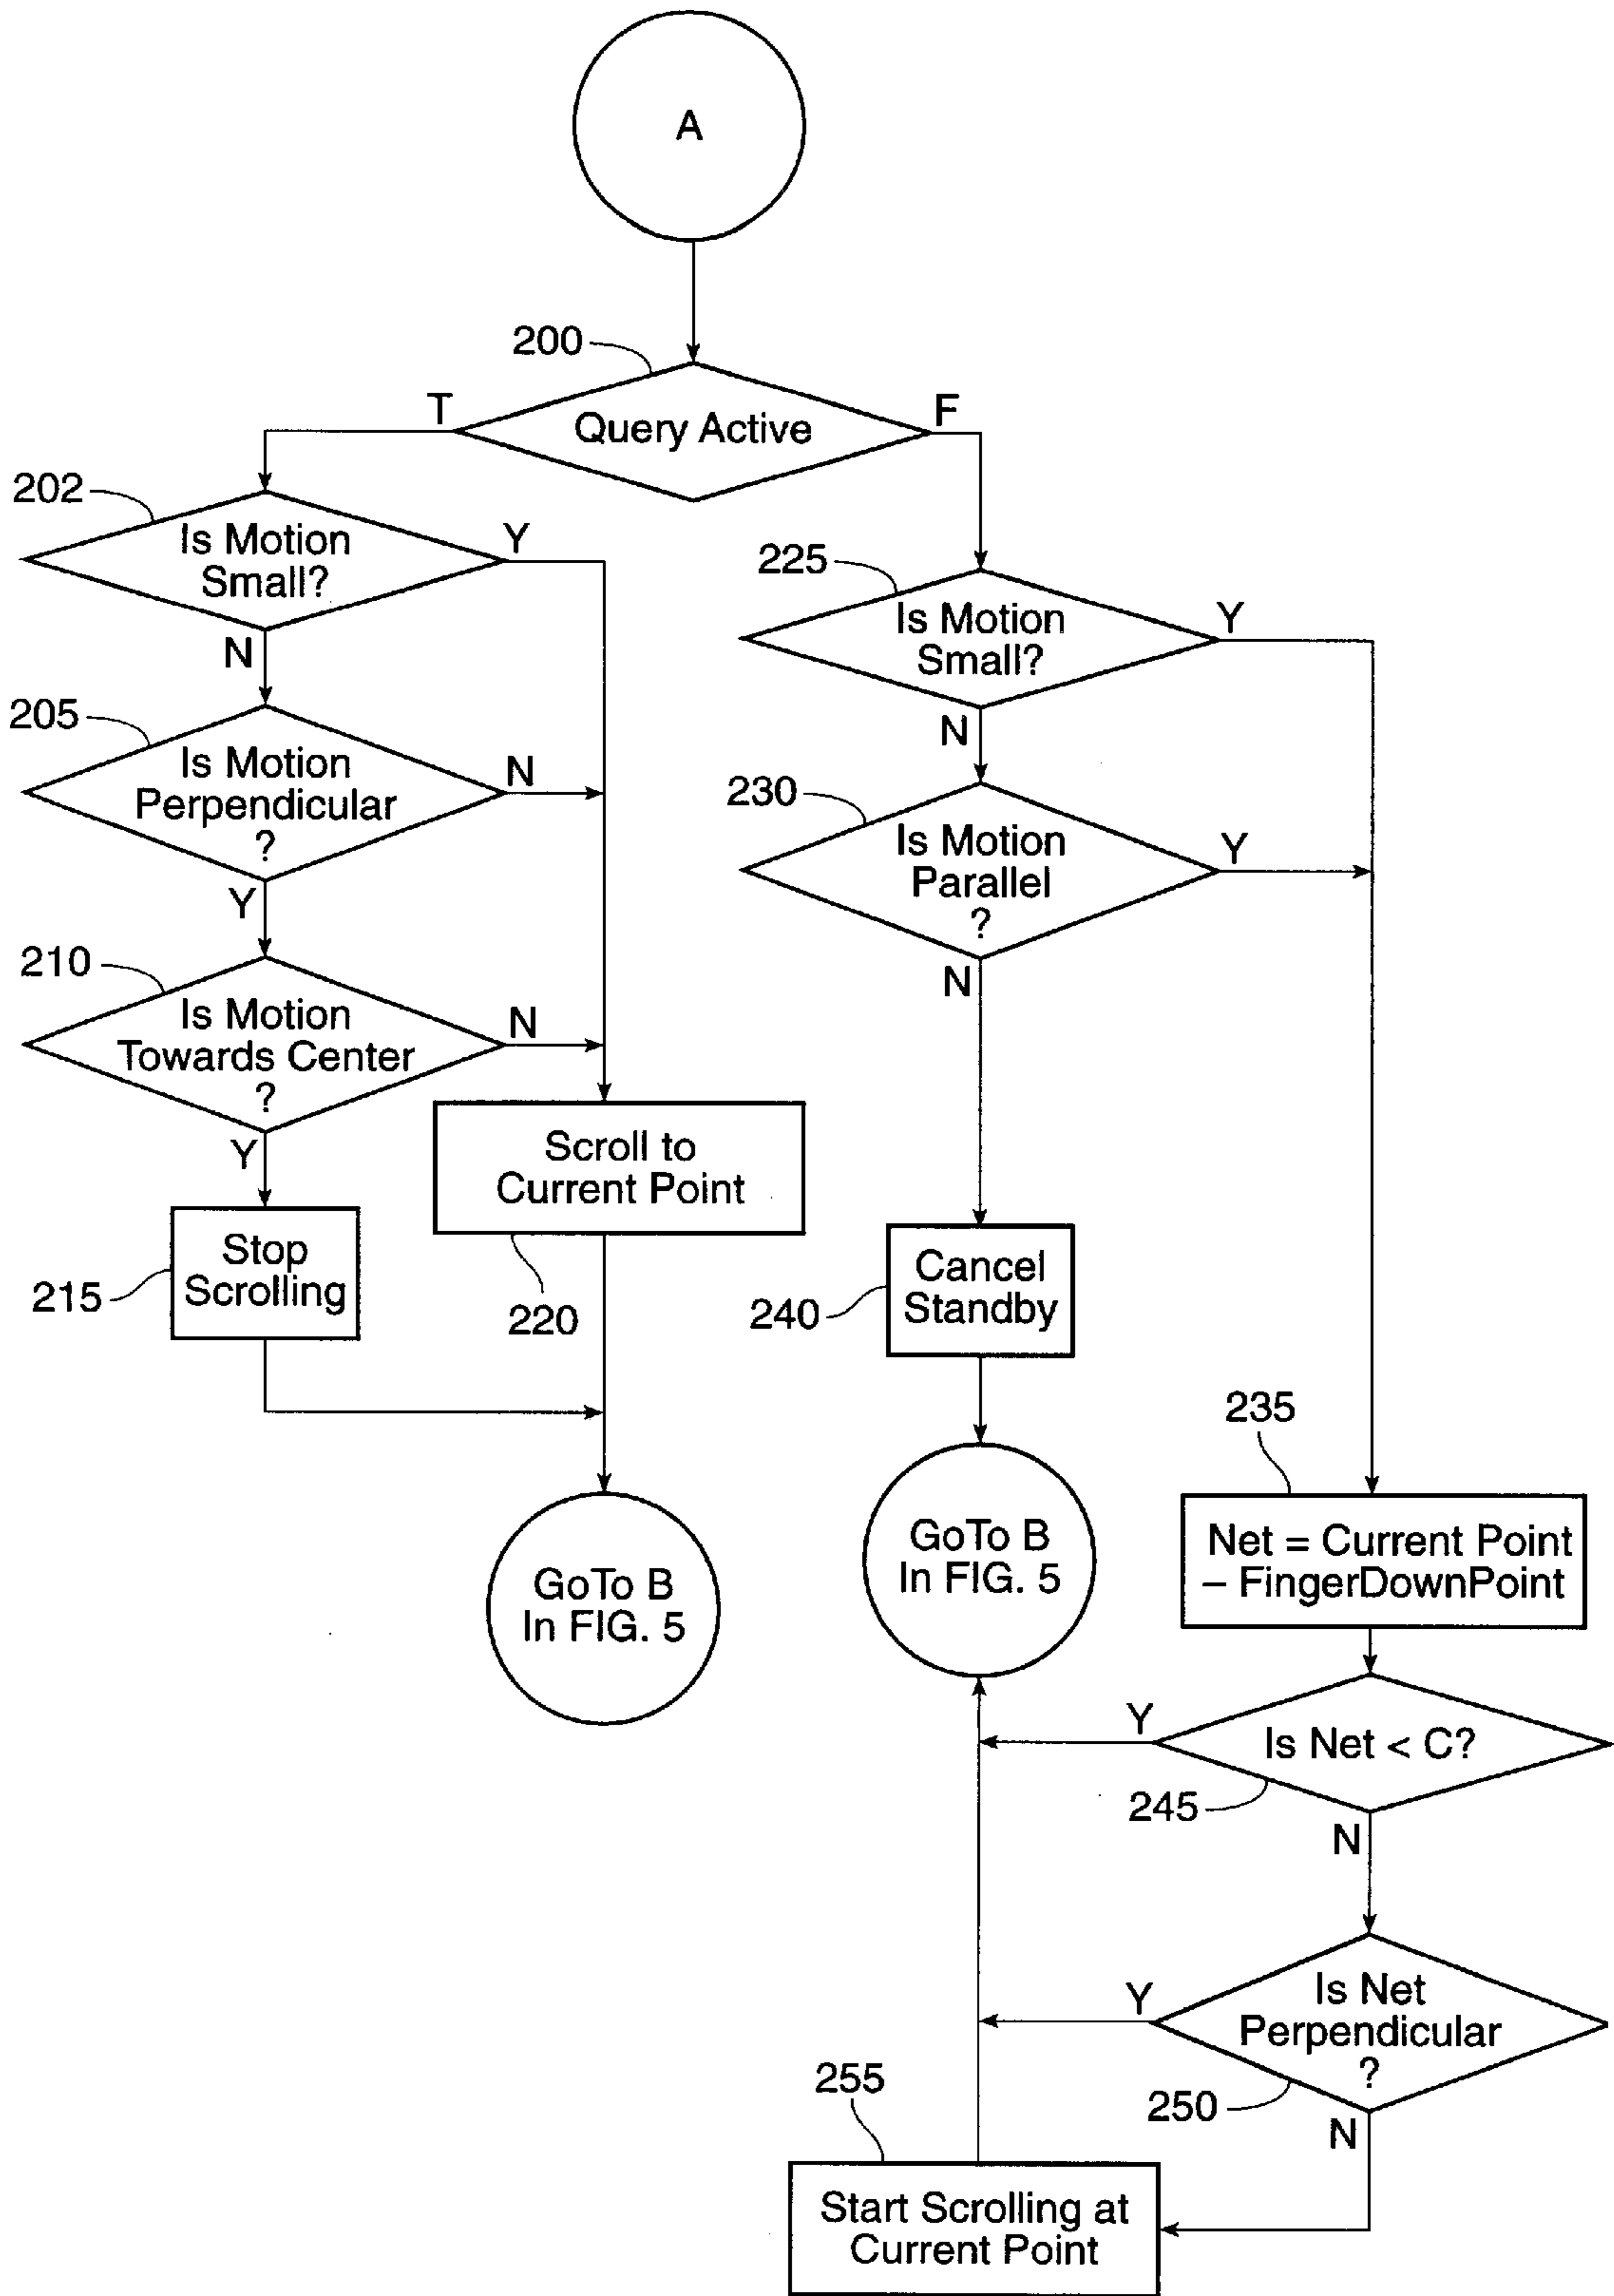 A
200
T
Query Active
F
202
Is Motion
Small?
Y
N
205
Is Motion
Perpendicular
?
N
Y
210
Is Motion
Towards Center
?
N
Y
Stop
Scrolling
215
Scroll to
Current Point
220
GoTo B
In FIG. 5
225
Is Motion
Small?
Y
N
230
Is Motion
Parallel
?
Y
N
Cancel
Standby
240
GoTo B
In FIG. 5
235
Net = Current Point
– FingerDownPoint
Y
Is Net < C?
245
N
Y
Is Net
Perpendicular
?
250
N
255
Start Scrolling at
Current Point